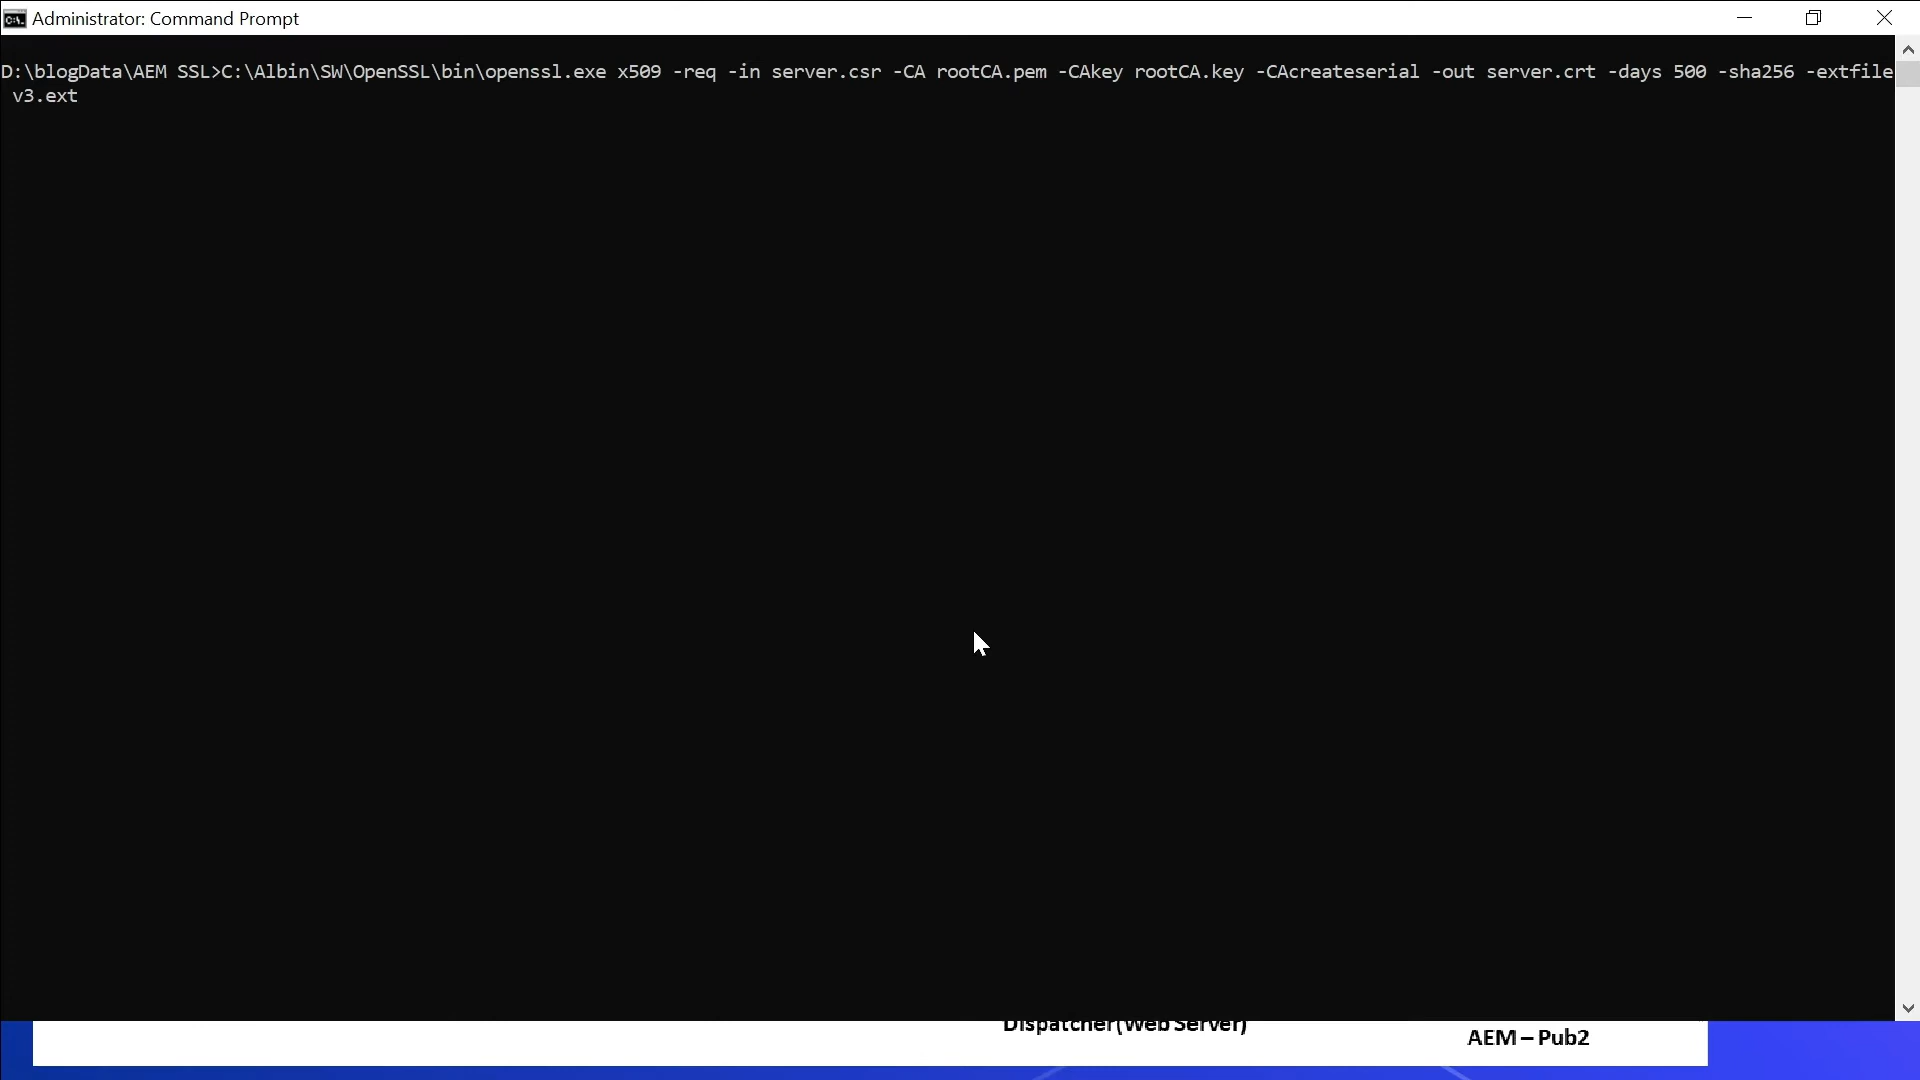 Administrator: Command Prompt
D:\blogData\AEM SSL>C:\Albin\SW\OpenSSL\bin\openssl.exe x509 -req -in server.csr -CA rootCA.pem -CAkey rootCA.key -CAcreateserial -out server.crt -days 500 -sha256 -extfile
v3.ext
Dispatcher(Web Server)
AEM – Pub2